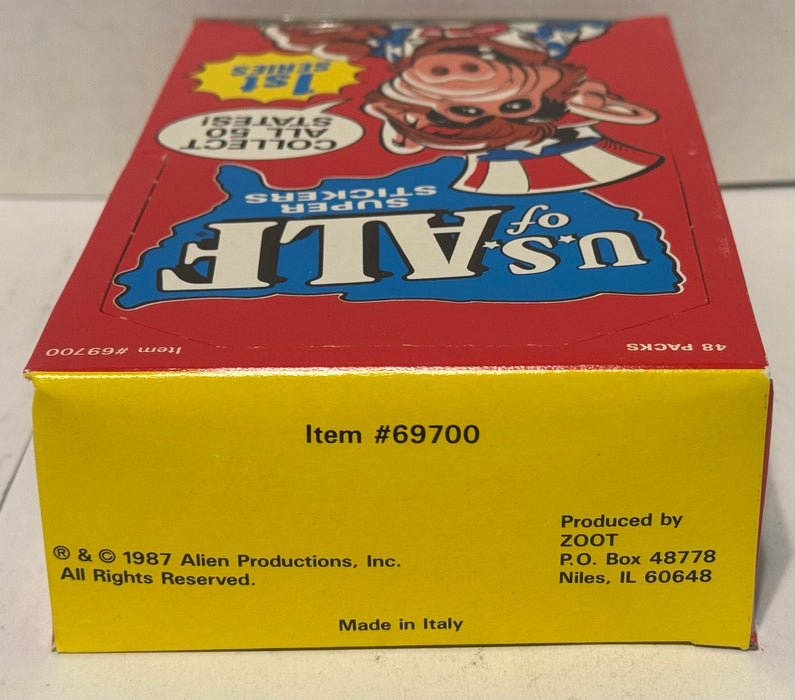 1st
SERIES
COLLECT
ALL 50
STATES!
U.S.
of
ALF
SUPER
STICKERS
48 PACKS
Item #69700
Item #69700
® & © 1987 Alien Productions, Inc.
All Rights Reserved.
Produced by
ZOOT
P.O. Box 48778
Niles, IL 60648
Made in Italy